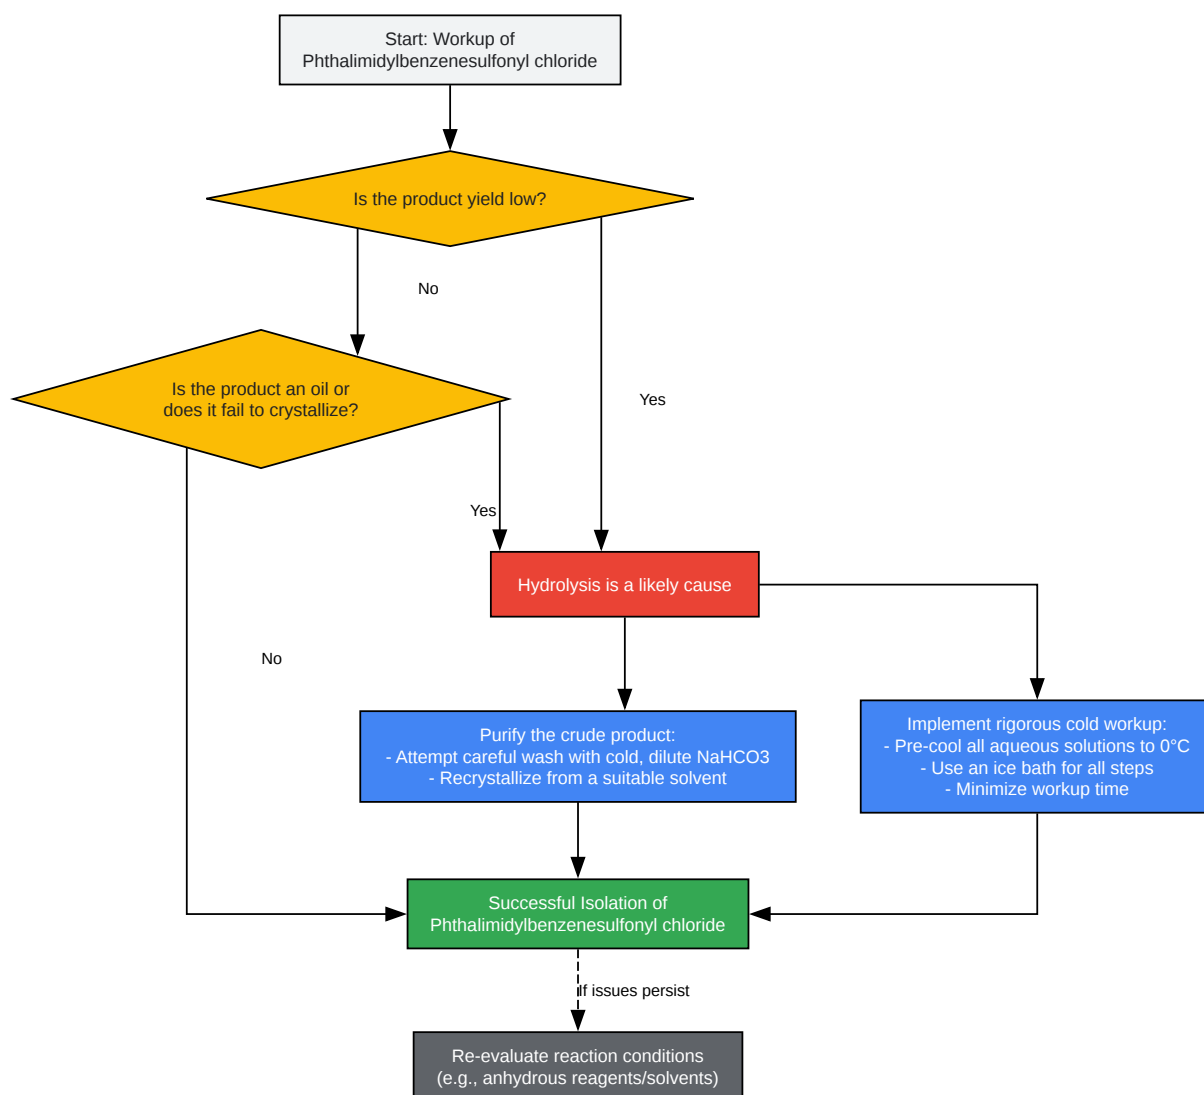 Start: Workup of
Phthalimidylbenzenesulfonyl chloride
Is the product yield low?
No
Is the product an oil or
does it fail to crystallize?
Yes
Yes
Hydrolysis is a likely cause
No
Purify the crude product:
- Attempt careful wash with cold, dilute NaHCO3
- Recrystallize from a suitable solvent
Implement rigorous cold workup:
- Pre-cool all aqueous solutions to 0°C
- Use an ice bath for all steps
- Minimize workup time
Successful Isolation of
Phthalimidylbenzenesulfonyl chloride
If issues persist
Re-evaluate reaction conditions
(e.g., anhydrous reagents/solvents)